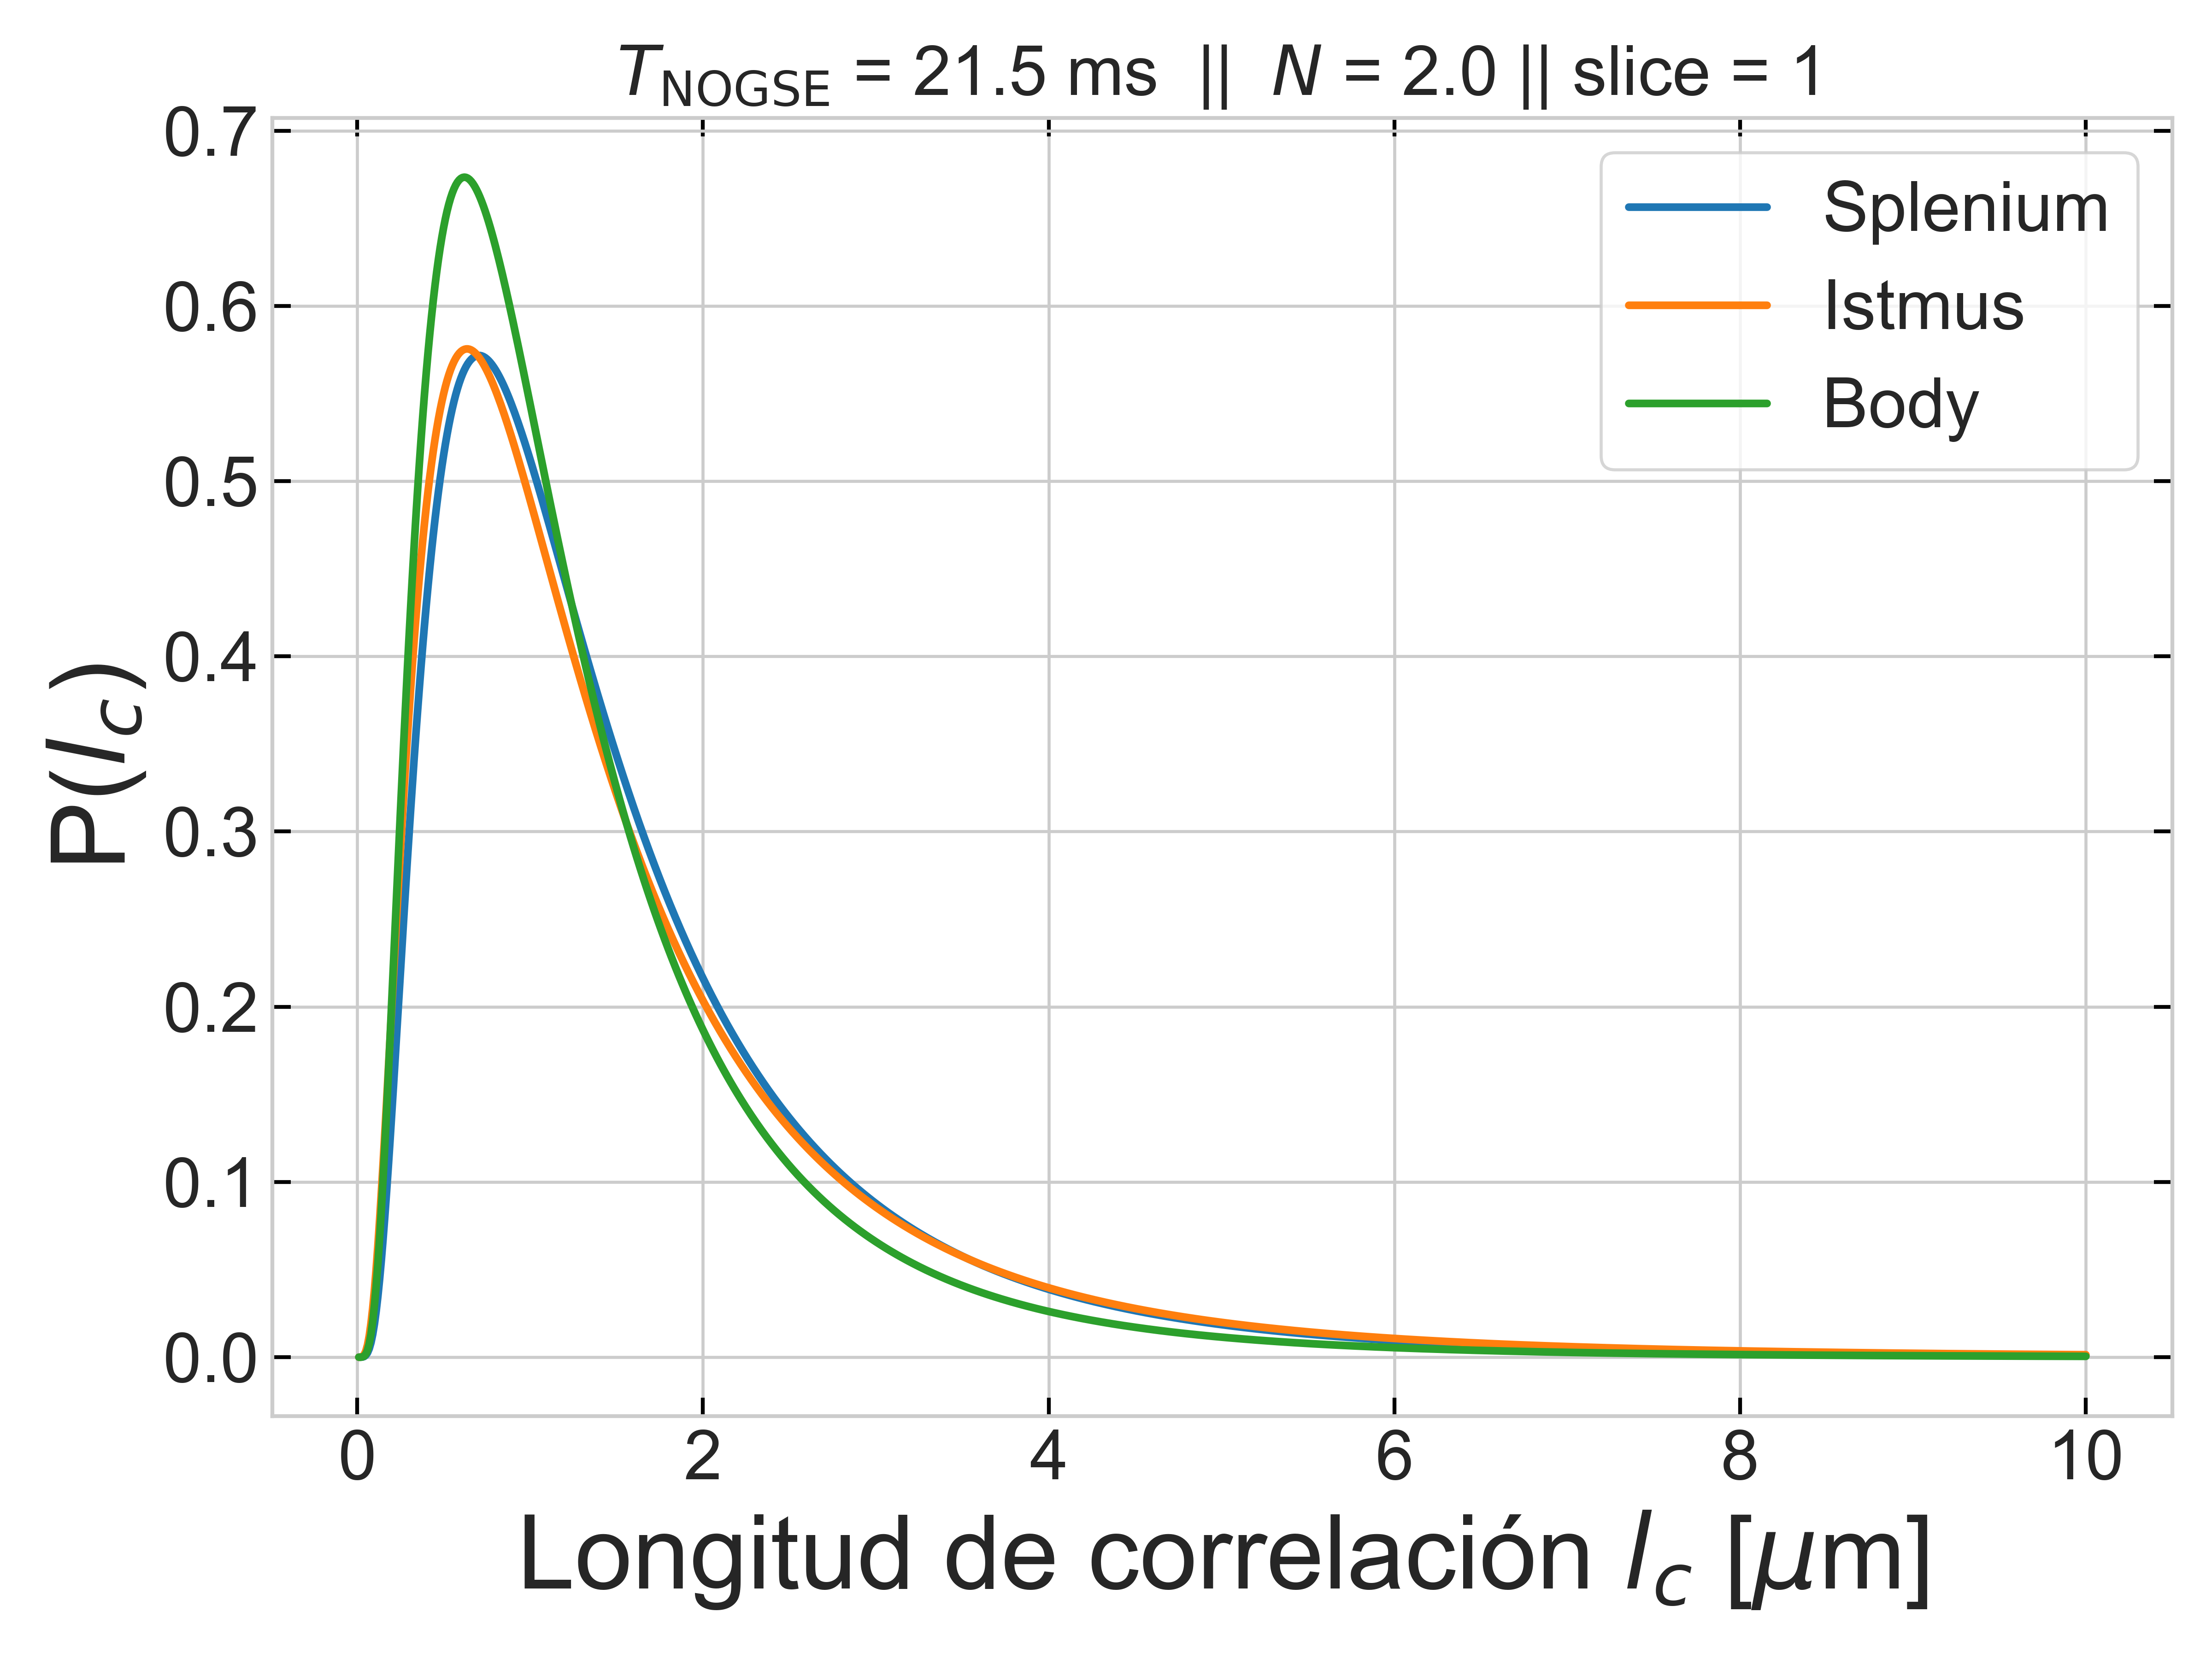 T_NOGSE = 21.5 ms || N = 2.0 || slice = 1
P(l_c)
0.7
0.6
0.5
0.4
0.3
0.2
0.1
0.0
Splenium
Istmus
Body
0 2 4 6 8 10
Longitud de correlación l_c [μm]